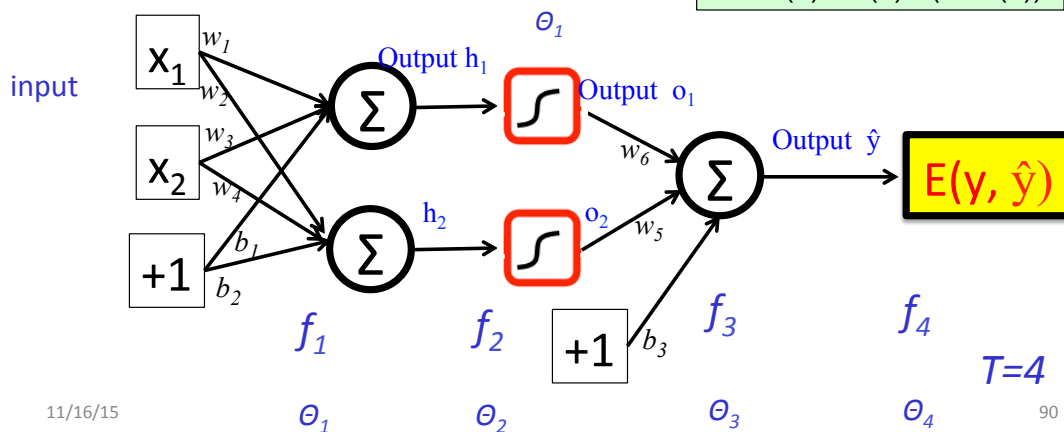 Θ₁
input
x₁
w₁
w₂
Output h₁
Σ
Output o₁
w₆
x₂
w₃
w₄
Σ
Output ŷ
E(y, ŷ)
+1
b₁
b₂
Σ
h₂
o₂
w₅
+1
b₃
f₁
f₂
f₃
f₄
T=4
11/16/15
Θ₁
Θ₂
Θ₃
Θ₄
90